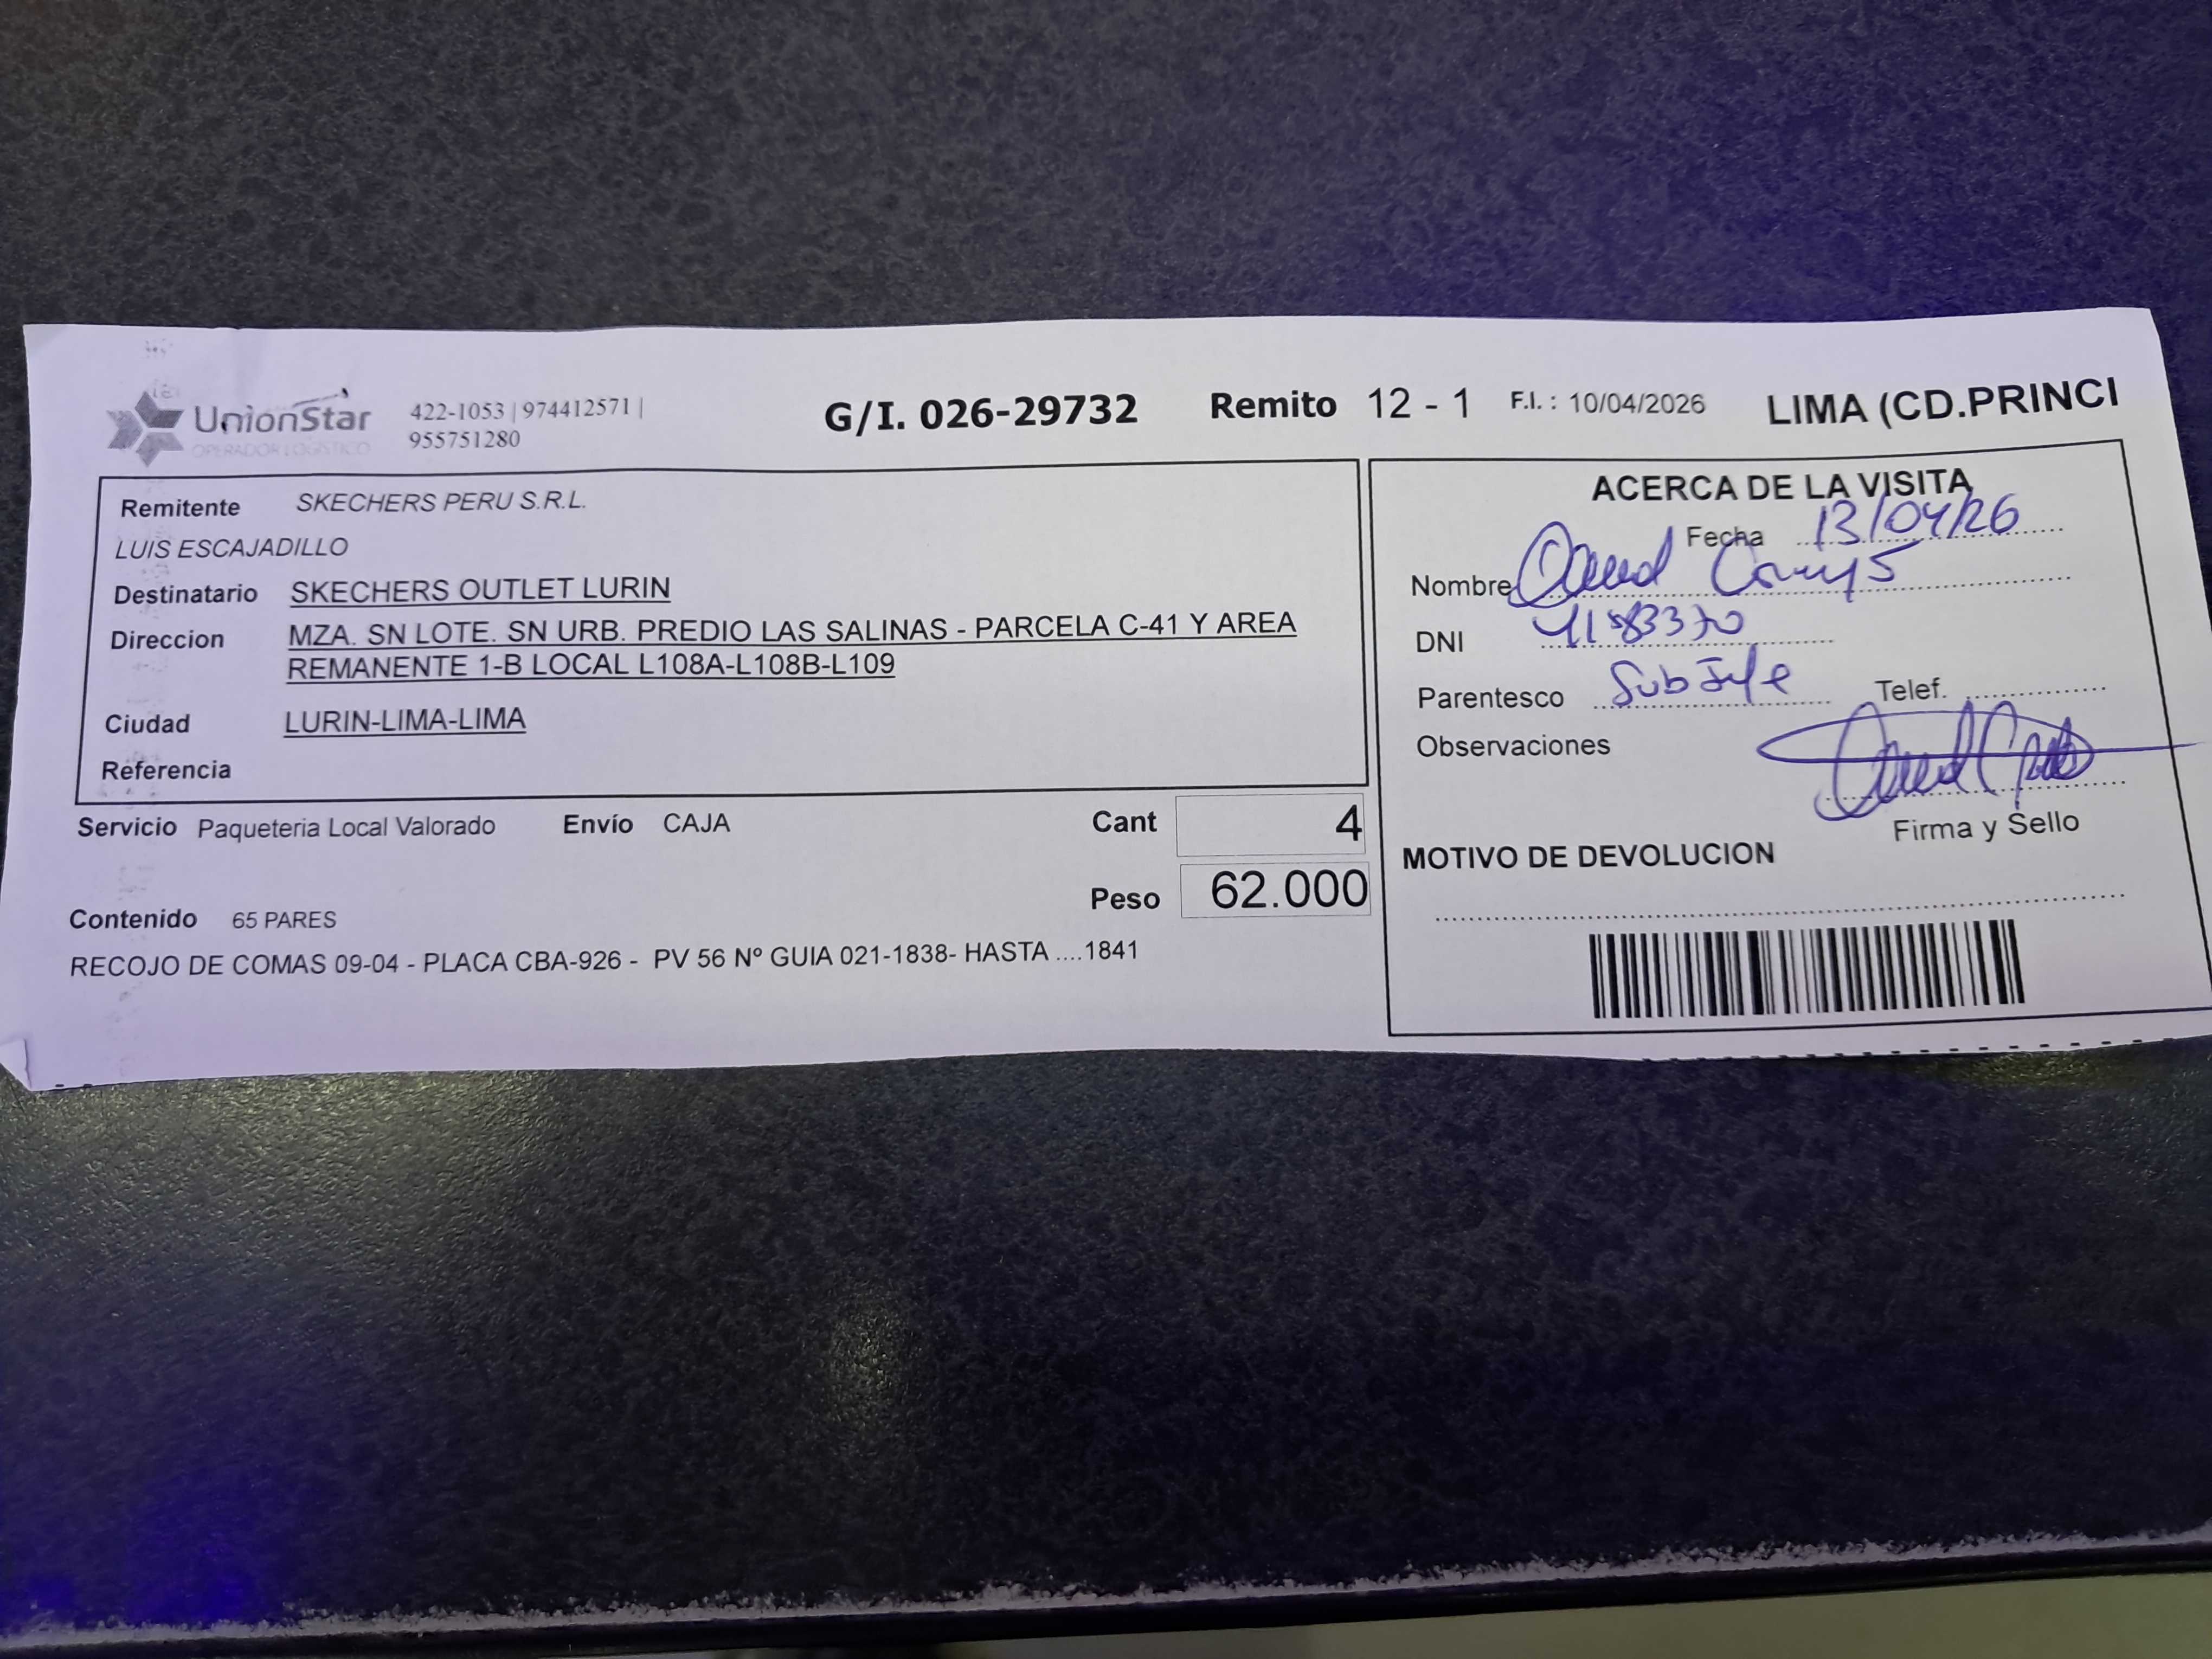 UnionStar
OPERADOR LOGISTICO
422-1053 | 974412571 |
955751280
G/I. 026-29732 Remito 12 - 1 F.I. : 10/04/2026 LIMA (CD.PRINCI
Remitente SKECHERS PERU S.R.L.
LUIS ESCAJADILLO
Destinatario SKECHERS OUTLET LURIN
Direccion MZA. SN LOTE. SN URB. PREDIO LAS SALINAS - PARCELA C-41 Y AREA
REMANENTE 1-B LOCAL L108A-L108B-L109
Ciudad LURIN-LIMA-LIMA
Referencia
Servicio Paqueteria Local Valorado Envío CAJA Cant 4
Peso 62.000
Contenido 65 PARES
RECOJO DE COMAS 09-04 - PLACA CBA-926 - PV 56 Nº GUIA 021-1838- HASTA ....1841
ACERCA DE LA VISITA
Fecha 13/04/26
Nombre
DNI
Parentesco Sub Jefe Telef.
Observaciones
Firma y Sello
MOTIVO DE DEVOLUCION